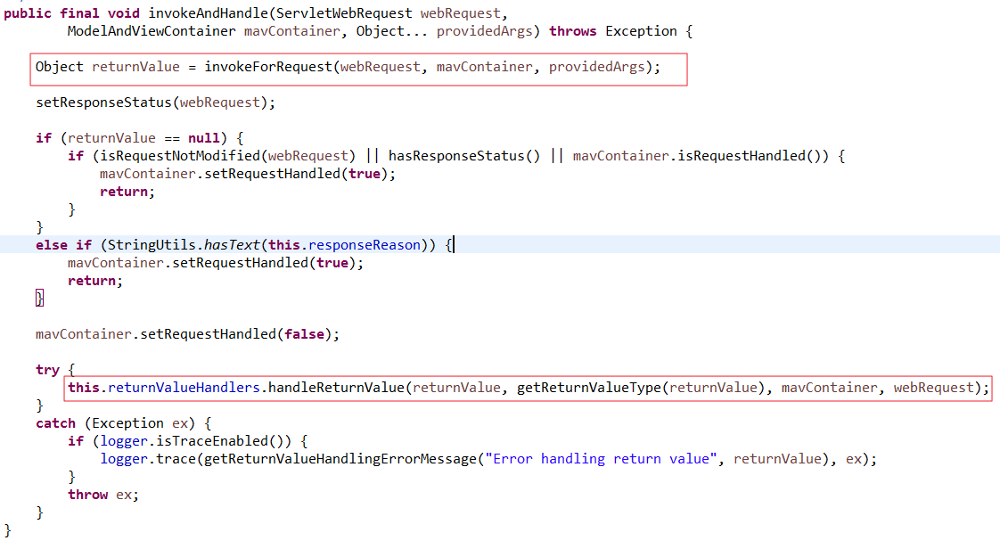 public final void invokeAndHandle(ServletWebRequest webRequest,
        ModelAndViewContainer mavContainer, Object... providedArgs) throws Exception {

    Object returnValue = invokeForRequest(webRequest, mavContainer, providedArgs);

    setResponseStatus(webRequest);

    if (returnValue == null) {
        if (isRequestNotModified(webRequest) || hasResponseStatus() || mavContainer.isRequestHandled()) {
            mavContainer.setRequestHandled(true);
            return;
        }
    }
    else if (StringUtils.hasText(this.responseReason)) {
        mavContainer.setRequestHandled(true);
        return;
    }

    mavContainer.setRequestHandled(false);

    try {
        this.returnValueHandlers.handleReturnValue(returnValue, getReturnValueType(returnValue), mavContainer, webRequest);
    }
    catch (Exception ex) {
        if (logger.isTraceEnabled()) {
            logger.trace(getReturnValueHandlingErrorMessage("Error handling return value", returnValue), ex);
        }
        throw ex;
    }
}